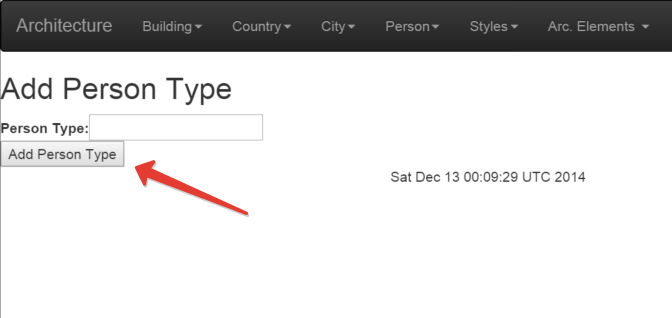 Architecture Building Country City Person Styles Arc. Elements
Add Person Type
Person Type:
Add Person Type
Sat Dec 13 00:09:29 UTC 2014